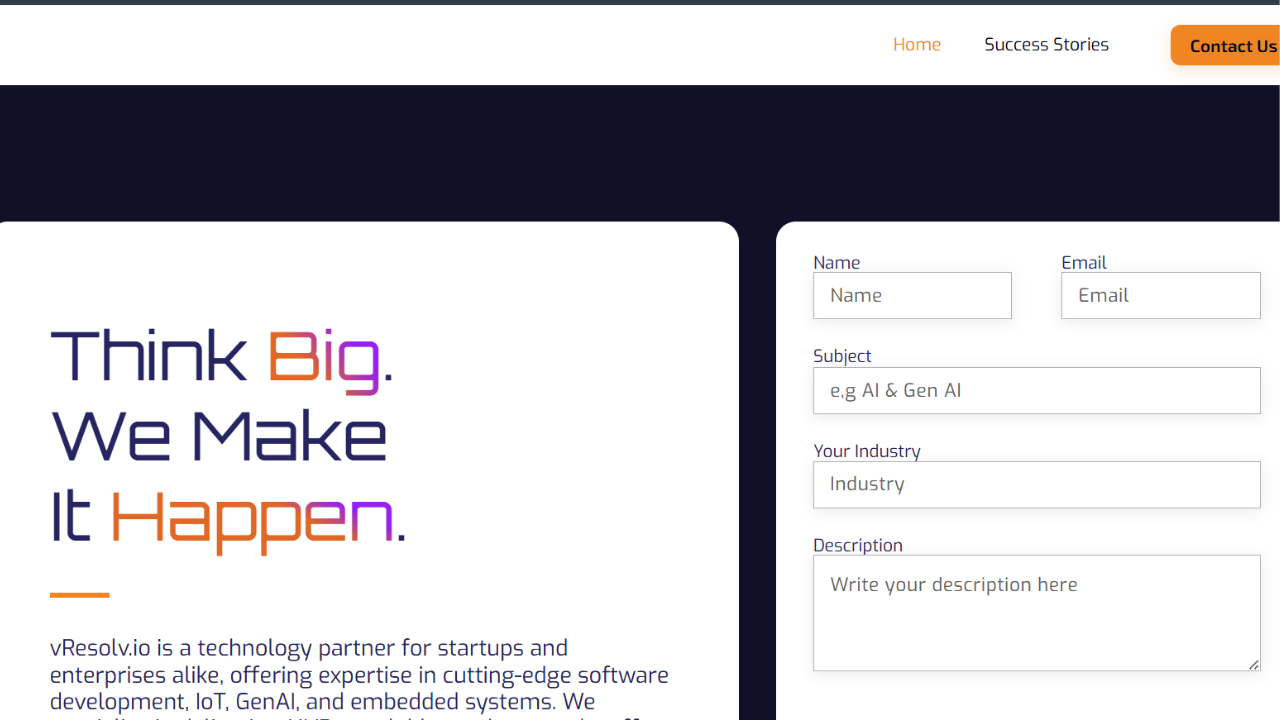 Home Success Stories Contact Us
Think Big.
We Make
It Happen.
vResolv.io is a technology partner for startups and
enterprises alike, offering expertise in cutting-edge software
development, IoT, GenAI, and embedded systems. We
Name Email
Name Email
Subject
e,g AI & Gen AI
Your Industry
Industry
Description
Write your description here